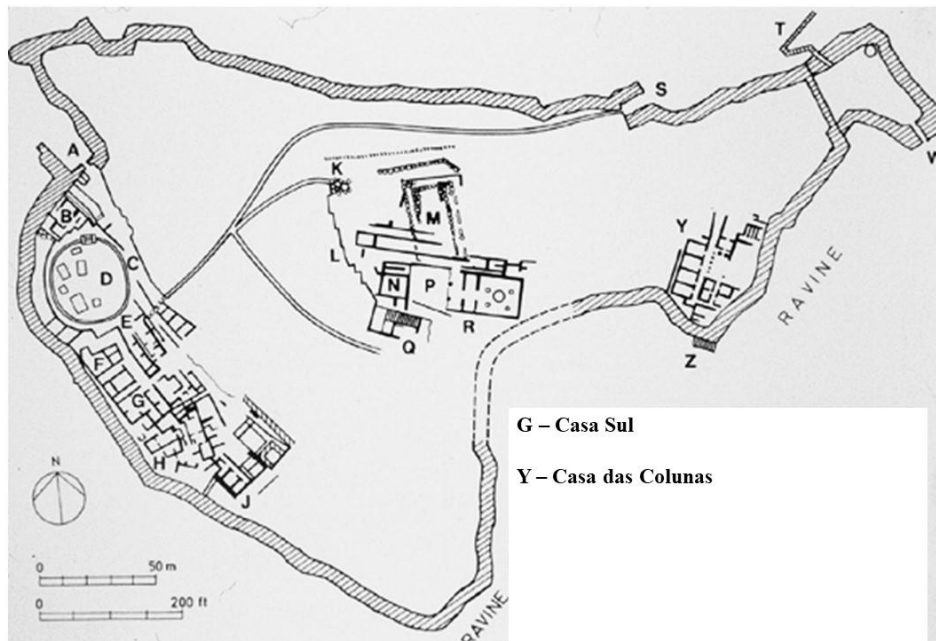 T
S
A
W
K
B
M
Y
L
C
D
RAVINE
N
P
E
R
Q
Z
F
G
G – Casa Sul
H
Y – Casa das Colunas
N
J
0 50 m
0 200 ft
RAVINE